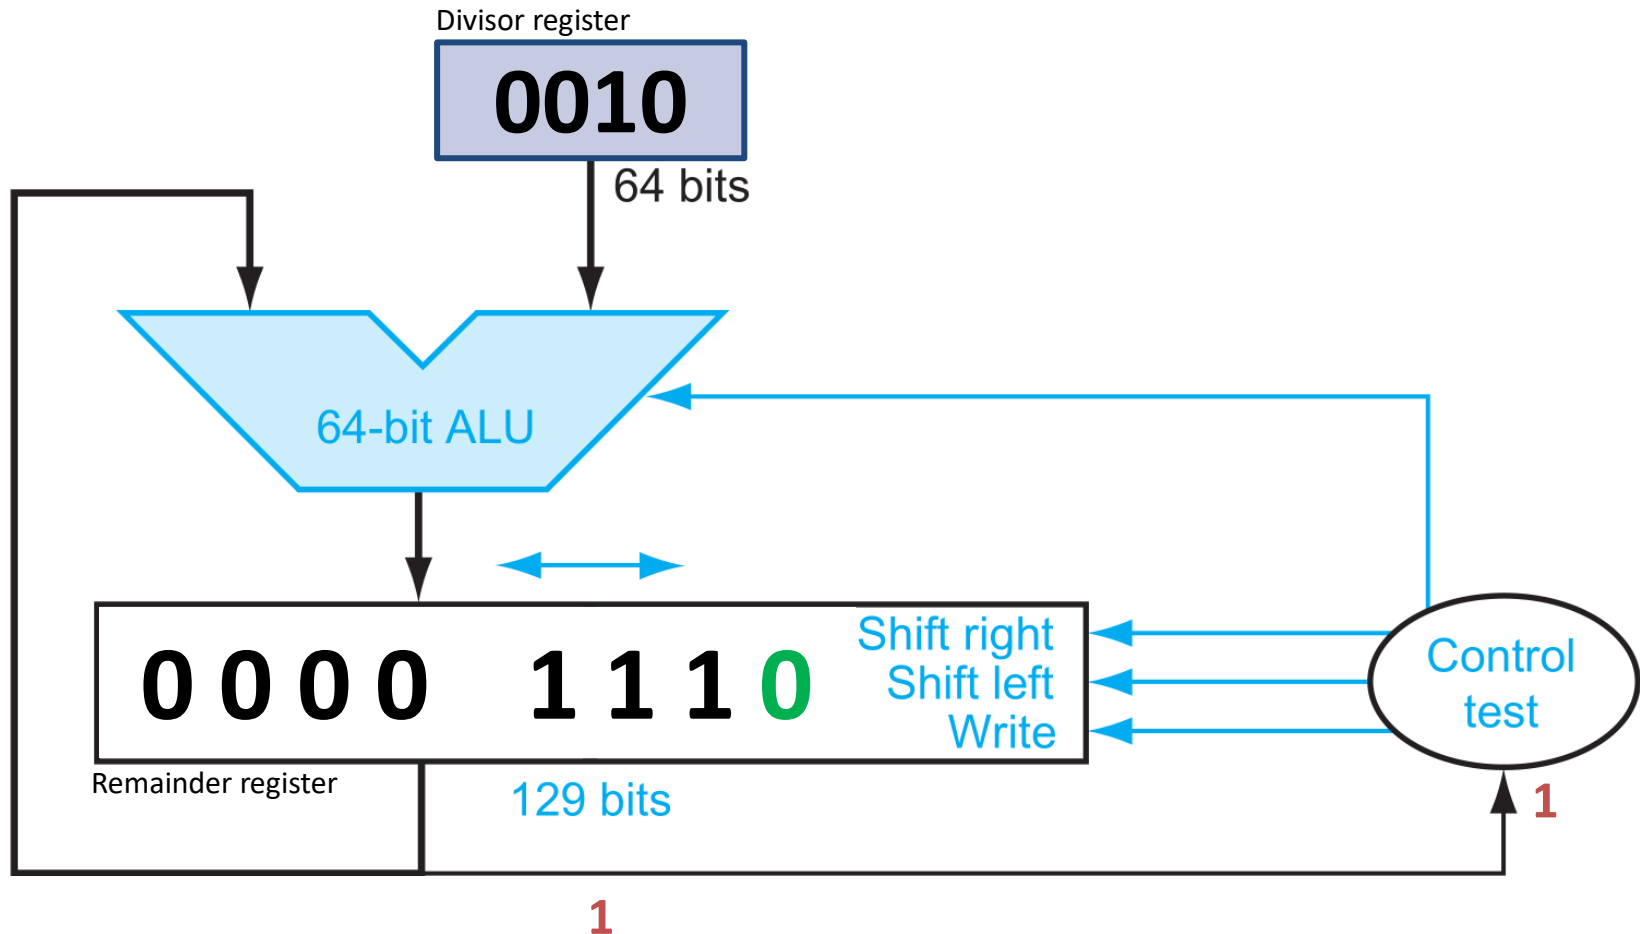 Divisor register
0010
64 bits
64-bit ALU
0 0 0 0 1 1 1 0
Shift right
Shift left
Write
Control
test
Remainder register
129 bits
1
1